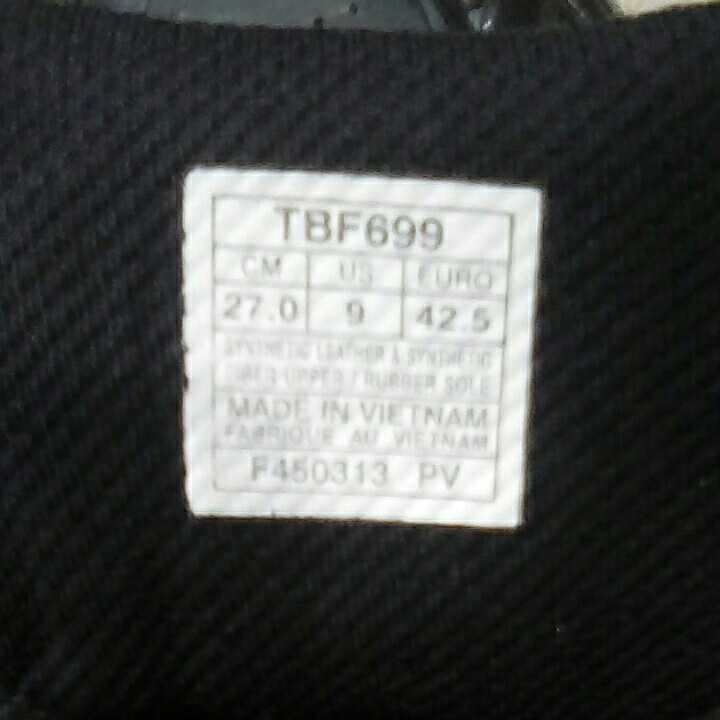 TBF699
CM US EURO
27.0 9 42.5
SYNTHETIC LEATHER & SYNTHETIC
FIBER UPPER / RUBBER SOLE
MADE IN VIETNAM
FABRIQUE AU VIETNAM
F450313 PV